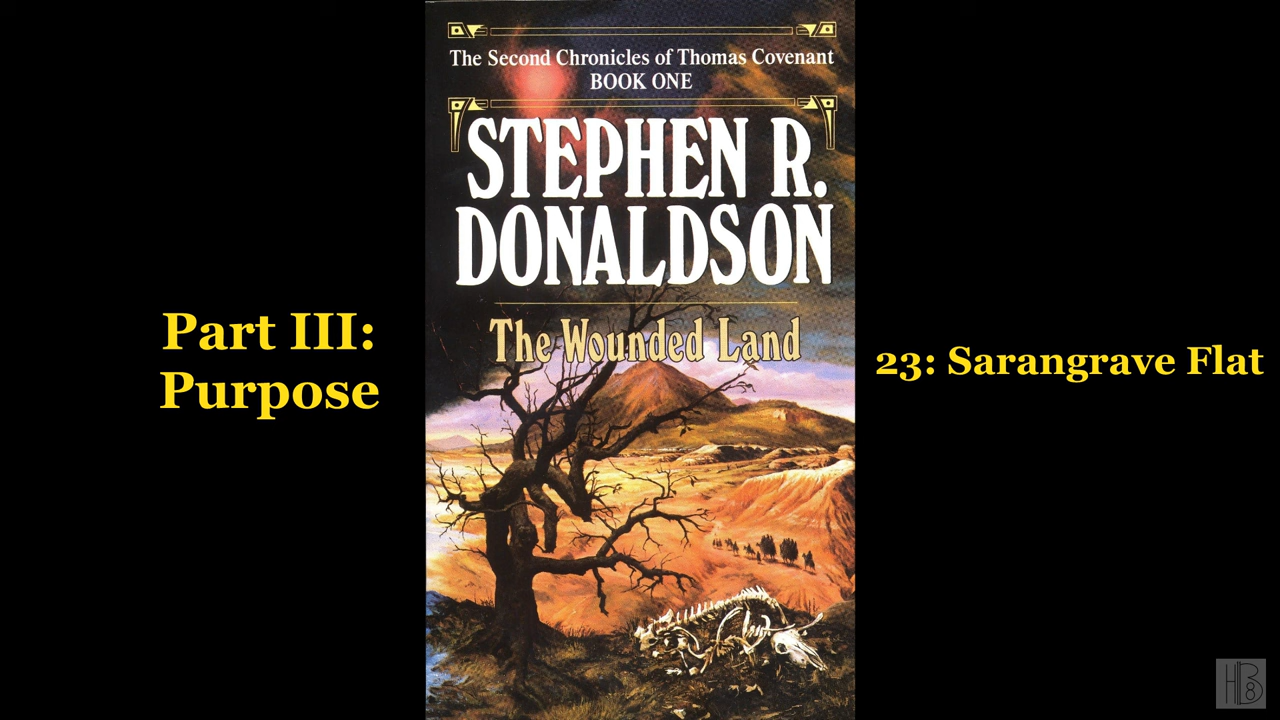 The Second Chronicles of Thomas Covenant
BOOK ONE
STEPHEN R.
DONALDSON
The Wounded Land
Part III:
Purpose
23: Sarangrave Flat